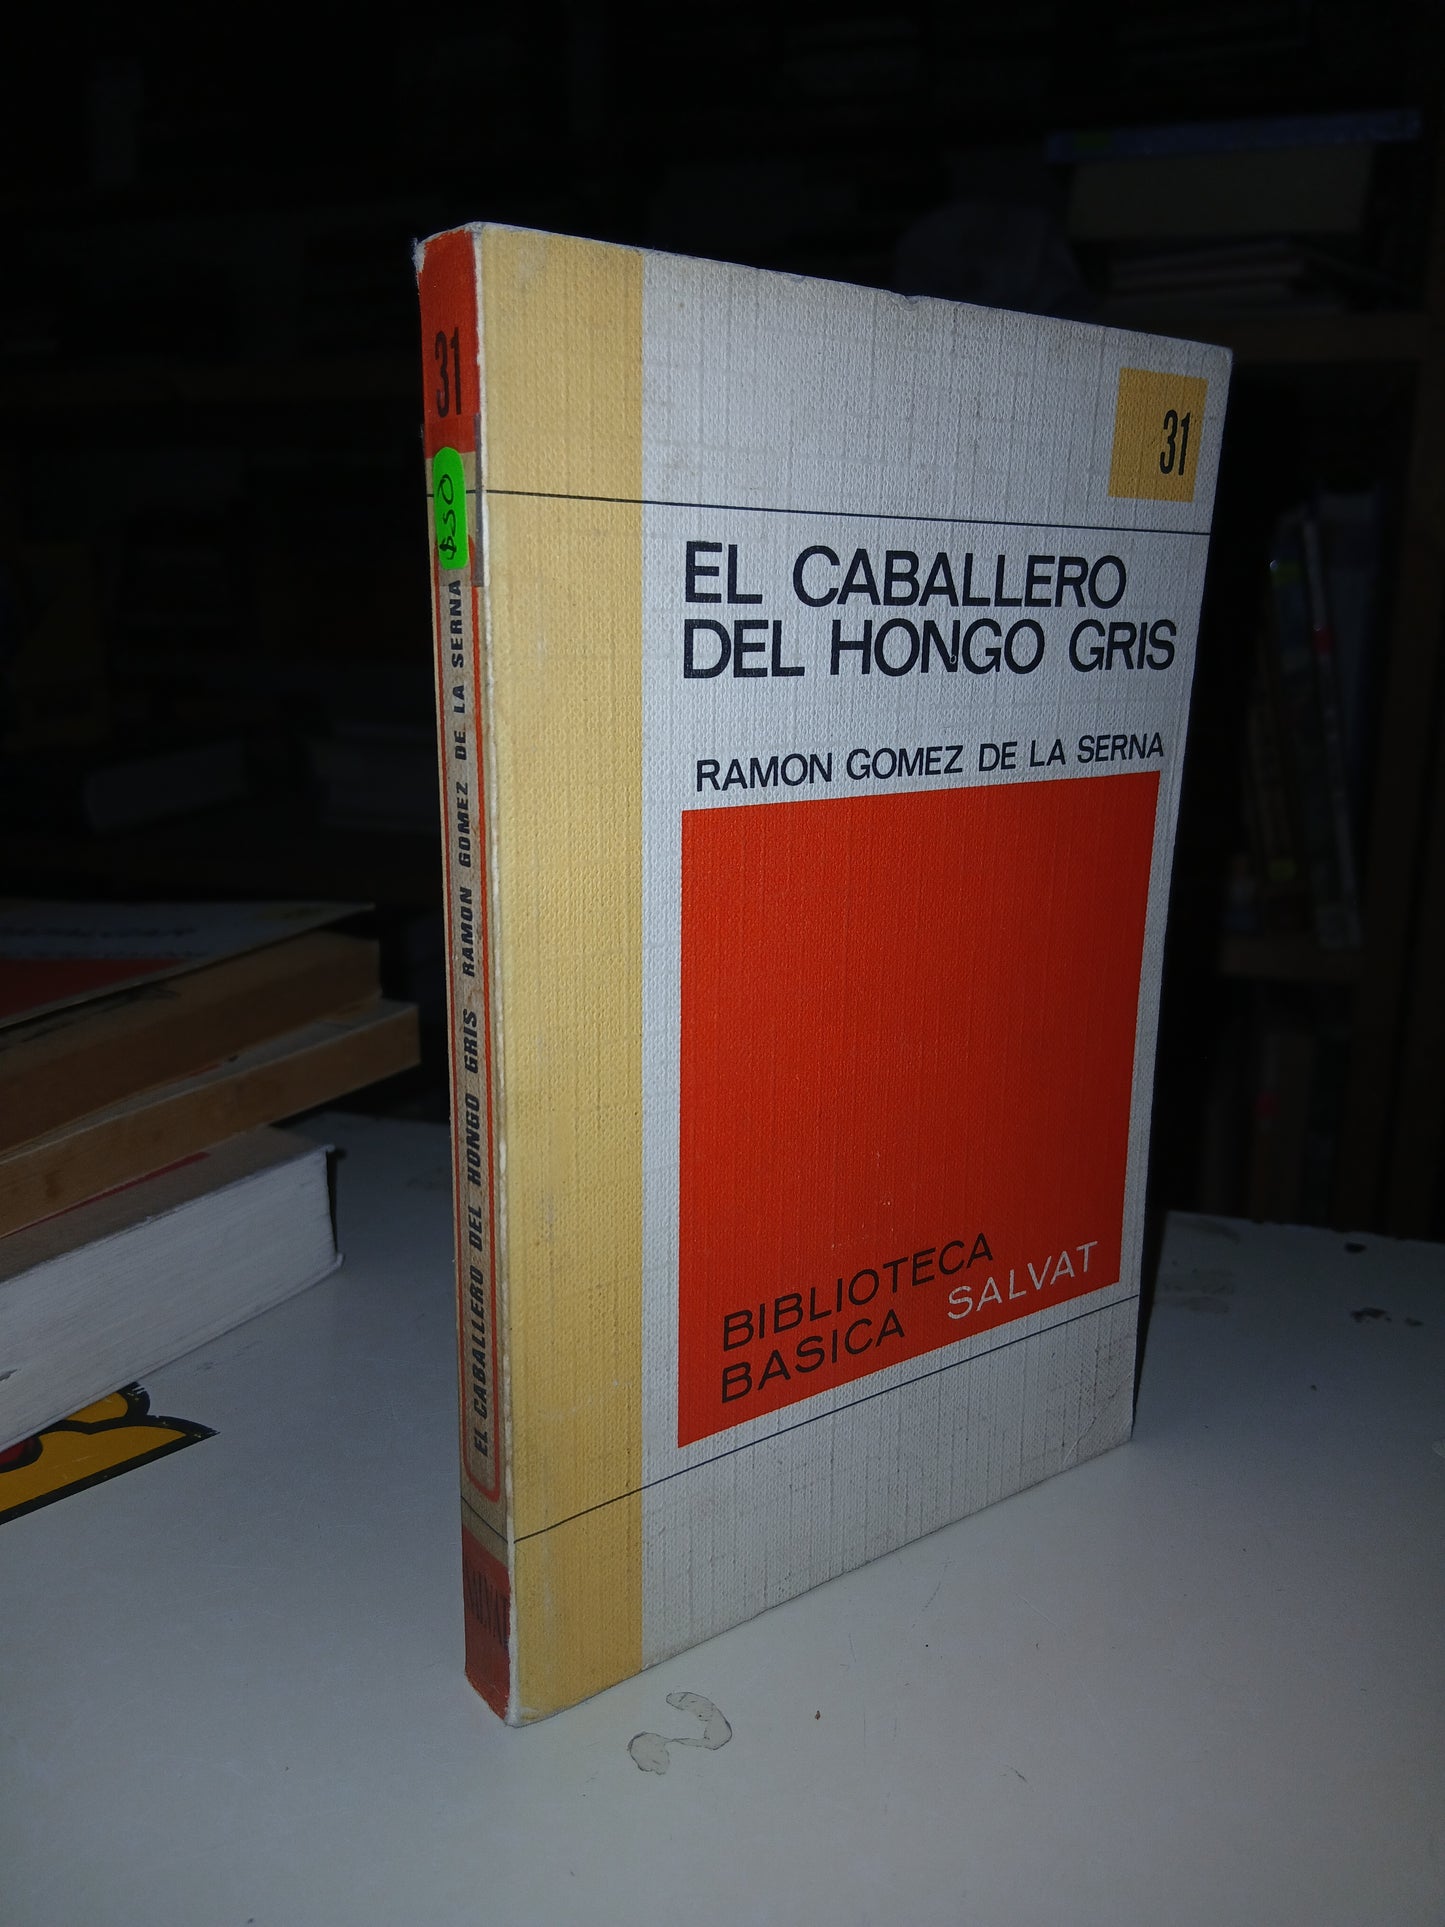 31
EL CABALLERO
DEL HONGO GRIS
RAMON GOMEZ DE LA SERNA
BIBLIOTECA
BASICA SALVAT
31
$50
EL CABALLERO DEL HONGO GRIS RAMON GOMEZ DE LA SERNA